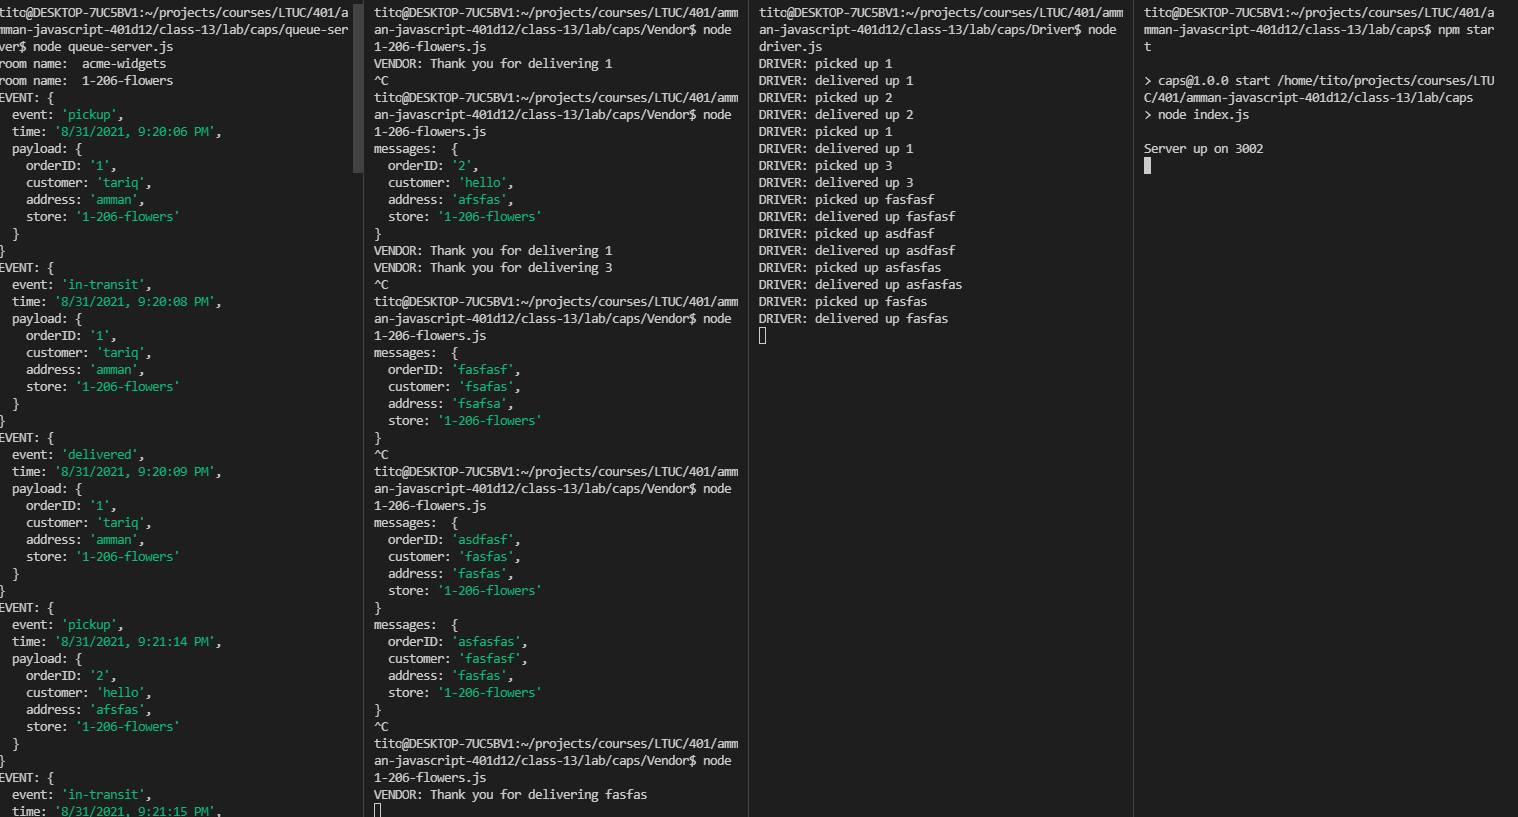 tito@DESKTOP-7UC5BV1:~/projects/courses/LTUC/401/a
mman-javascript-401d12/class-13/lab/caps/queue-ser
ver$ node queue-server.js
room name:  acme-widgets
room name:  1-206-flowers
EVENT: {
  event: 'pickup',
  time: '8/31/2021, 9:20:06 PM',
  payload: {
    orderID: '1',
    customer: 'tariq',
    address: 'amman',
    store: '1-206-flowers'
  }
}
EVENT: {
  event: 'in-transit',
  time: '8/31/2021, 9:20:08 PM',
  payload: {
    orderID: '1',
    customer: 'tariq',
    address: 'amman',
    store: '1-206-flowers'
  }
}
EVENT: {
  event: 'delivered',
  time: '8/31/2021, 9:20:09 PM',
  payload: {
    orderID: '1',
    customer: 'tariq',
    address: 'amman',
    store: '1-206-flowers'
  }
}
EVENT: {
  event: 'pickup',
  time: '8/31/2021, 9:21:14 PM',
  payload: {
    orderID: '2',
    customer: 'hello',
    address: 'afsfas',
    store: '1-206-flowers'
  }
}
EVENT: {
  event: 'in-transit',
  time: '8/31/2021, 9:21:15 PM',
tito@DESKTOP-7UC5BV1:~/projects/courses/LTUC/401/amm
an-javascript-401d12/class-13/lab/caps/Vendor$ node
1-206-flowers.js
VENDOR: Thank you for delivering 1
^C
tito@DESKTOP-7UC5BV1:~/projects/courses/LTUC/401/amm
an-javascript-401d12/class-13/lab/caps/Vendor$ node
1-206-flowers.js
messages:  {
  orderID: '2',
  customer: 'hello',
  address: 'afsfas',
  store: '1-206-flowers'
}
VENDOR: Thank you for delivering 1
VENDOR: Thank you for delivering 3
^C
tito@DESKTOP-7UC5BV1:~/projects/courses/LTUC/401/amm
an-javascript-401d12/class-13/lab/caps/Vendor$ node
1-206-flowers.js
messages:  {
  orderID: 'fasfasf',
  customer: 'fsafas',
  address: 'fsafsa',
  store: '1-206-flowers'
}
^C
tito@DESKTOP-7UC5BV1:~/projects/courses/LTUC/401/amm
an-javascript-401d12/class-13/lab/caps/Vendor$ node
1-206-flowers.js
messages:  {
  orderID: 'asdfasf',
  customer: 'fasfas',
  address: 'fasfas',
  store: '1-206-flowers'
}
messages:  {
  orderID: 'asfasfas',
  customer: 'fasfasf',
  address: 'fasfas',
  store: '1-206-flowers'
}
^C
tito@DESKTOP-7UC5BV1:~/projects/courses/LTUC/401/amm
an-javascript-401d12/class-13/lab/caps/Vendor$ node
1-206-flowers.js
VENDOR: Thank you for delivering fasfas
tito@DESKTOP-7UC5BV1:~/projects/courses/LTUC/401/amm
an-javascript-401d12/class-13/lab/caps/Driver$ node
driver.js
DRIVER: picked up 1
DRIVER: delivered up 1
DRIVER: picked up 2
DRIVER: delivered up 2
DRIVER: picked up 1
DRIVER: delivered up 1
DRIVER: picked up 3
DRIVER: delivered up 3
DRIVER: picked up fasfasf
DRIVER: delivered up fasfasf
DRIVER: picked up asdfasf
DRIVER: delivered up asdfasf
DRIVER: picked up asfasfas
DRIVER: delivered up asfasfas
DRIVER: picked up fasfas
DRIVER: delivered up fasfas
tito@DESKTOP-7UC5BV1:~/projects/courses/LTUC/401/a
mman-javascript-401d12/class-13/lab/caps$ npm star
t
> caps@1.0.0 start /home/tito/projects/courses/LTU
C/401/amman-javascript-401d12/class-13/lab/caps
> node index.js
Server up on 3002